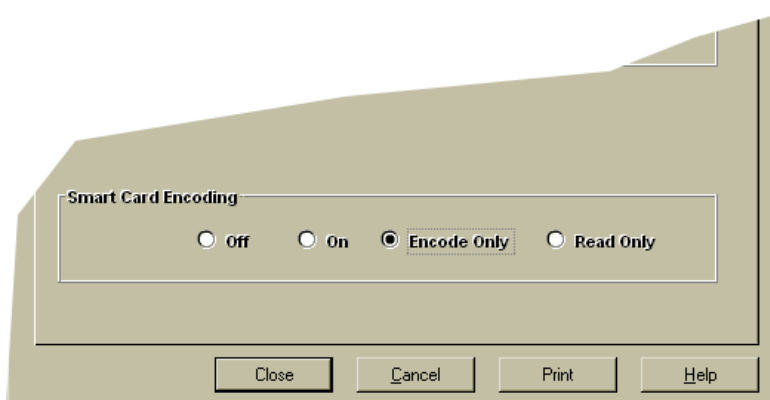 Smart Card Encoding
Off On Encode Only Read Only
Close Cancel Print Help